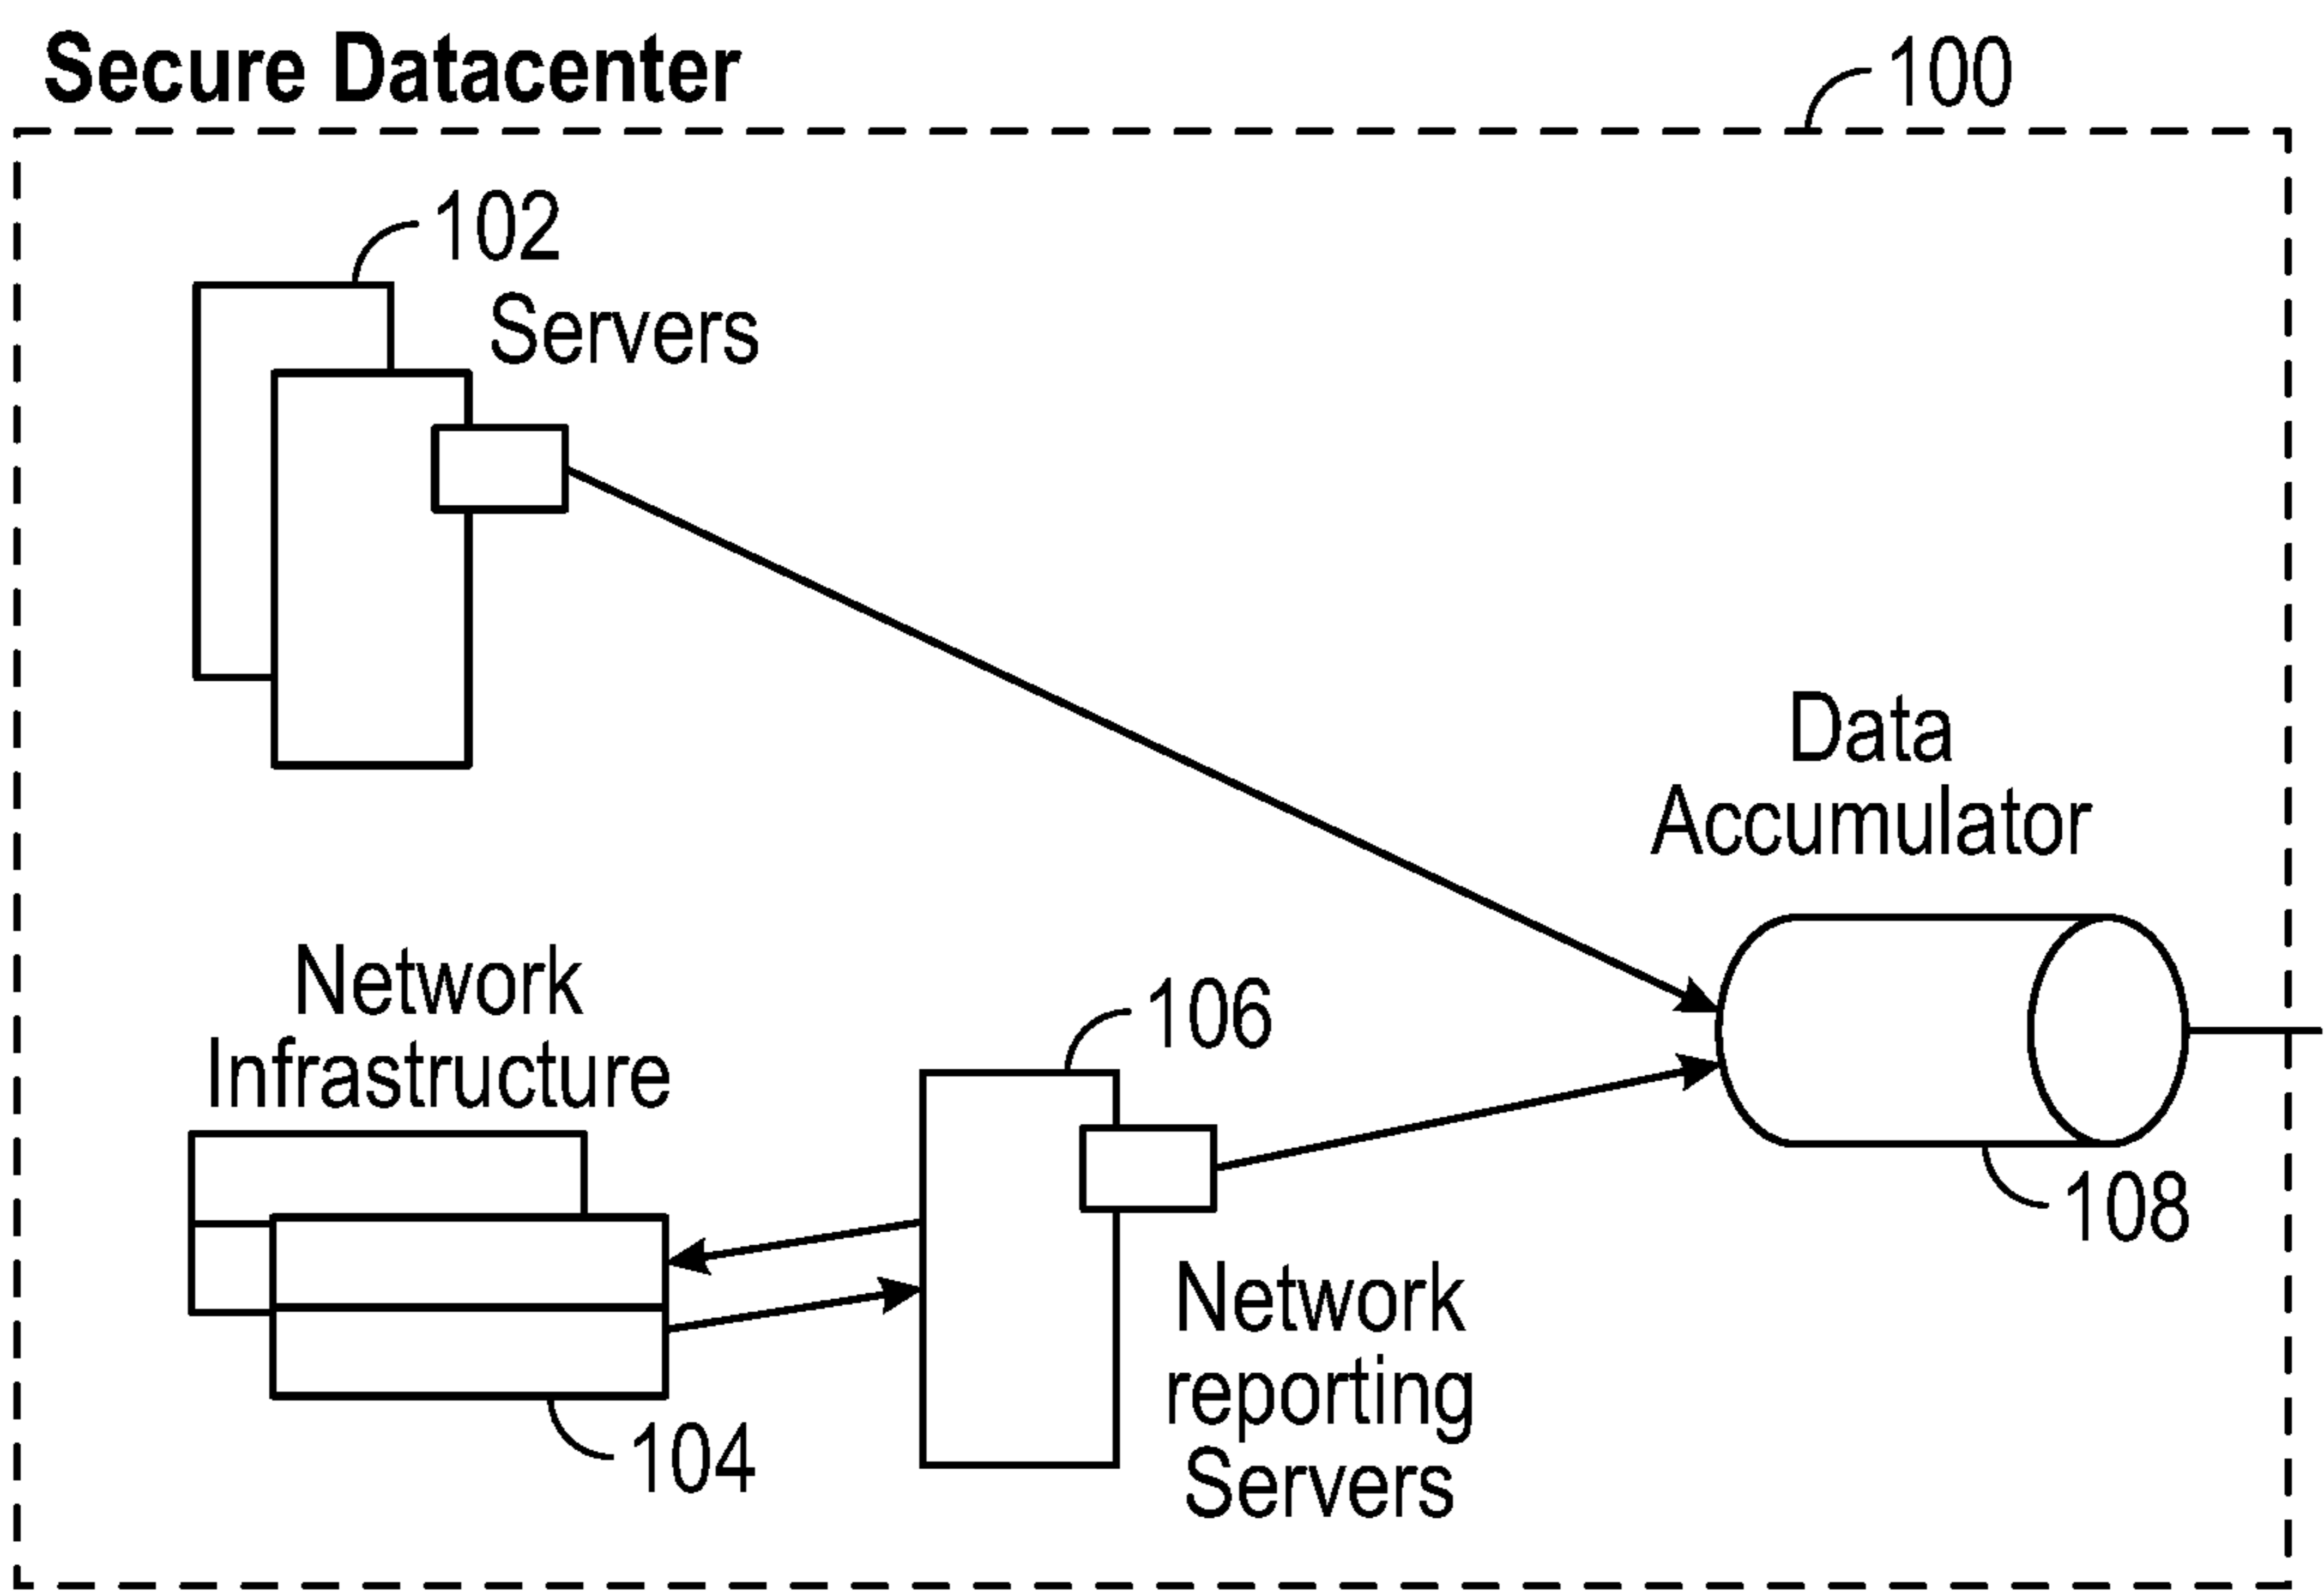 Secure Datacenter
100
102
Servers
Data
Accumulator
Network
Infrastructure
106
108
Network
reporting
Servers
104